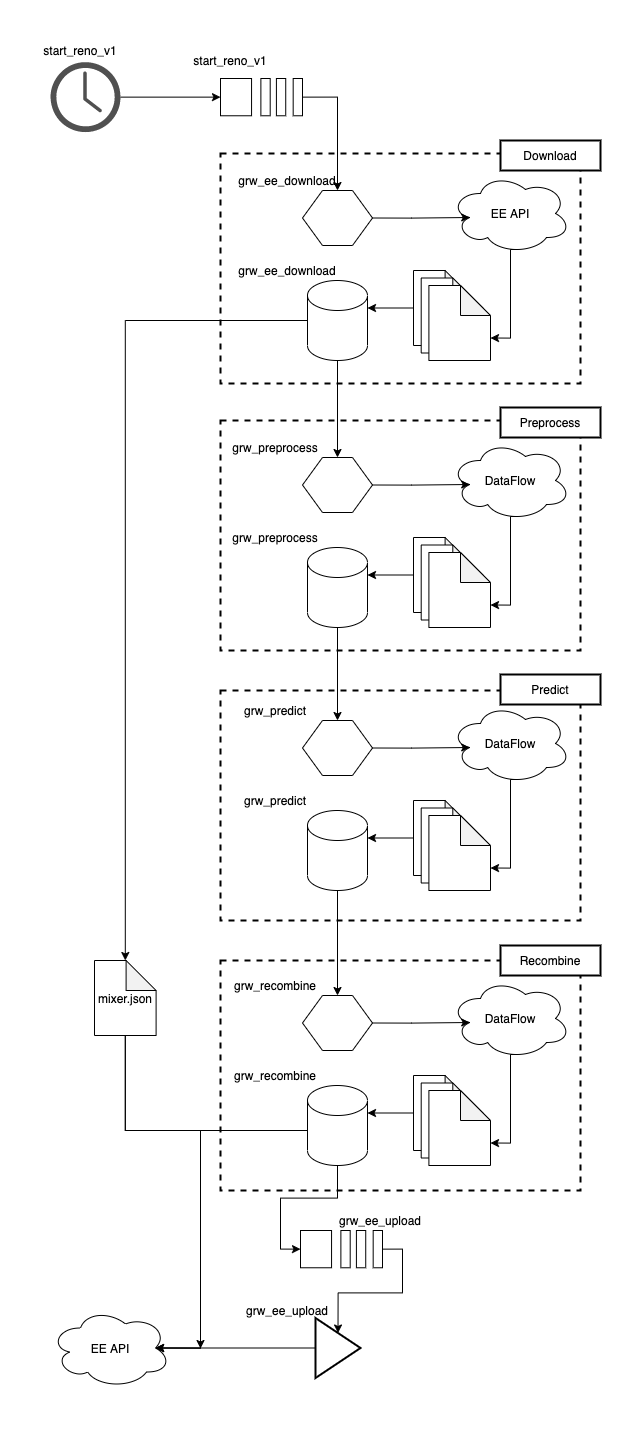 start_reno_v1
start_reno_v1
Download
grw_ee_download
EE API
grw_ee_download
Preprocess
grw_preprocess
DataFlow
grw_preprocess
Predict
grw_predict
DataFlow
grw_predict
Recombine
grw_recombine
mixer.json
DataFlow
grw_recombine
grw_ee_upload
grw_ee_upload
EE API